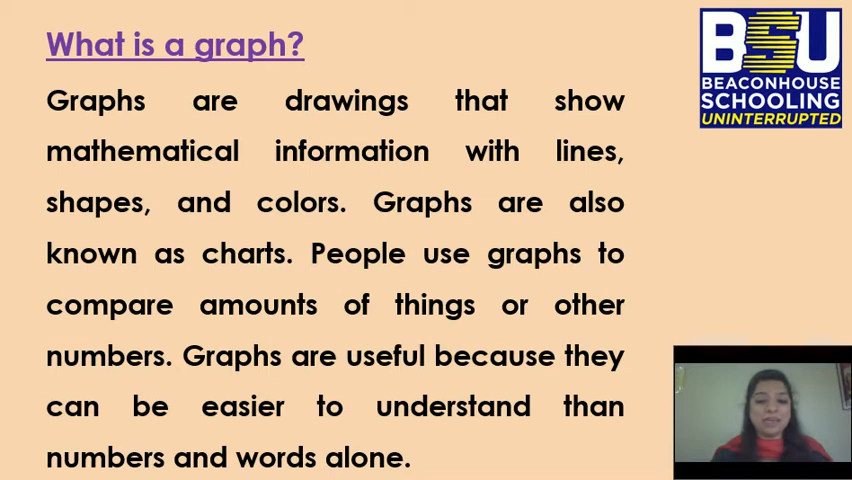 What is a graph?
Graphs are drawings that show
mathematical information with lines,
shapes, and colors. Graphs are also
known as charts. People use graphs to
compare amounts of things or other
numbers. Graphs are useful because they
can be easier to understand than
numbers and words alone.
BSU
BEACONHOUSE
SCHOOLING
UNINTERRUPTED